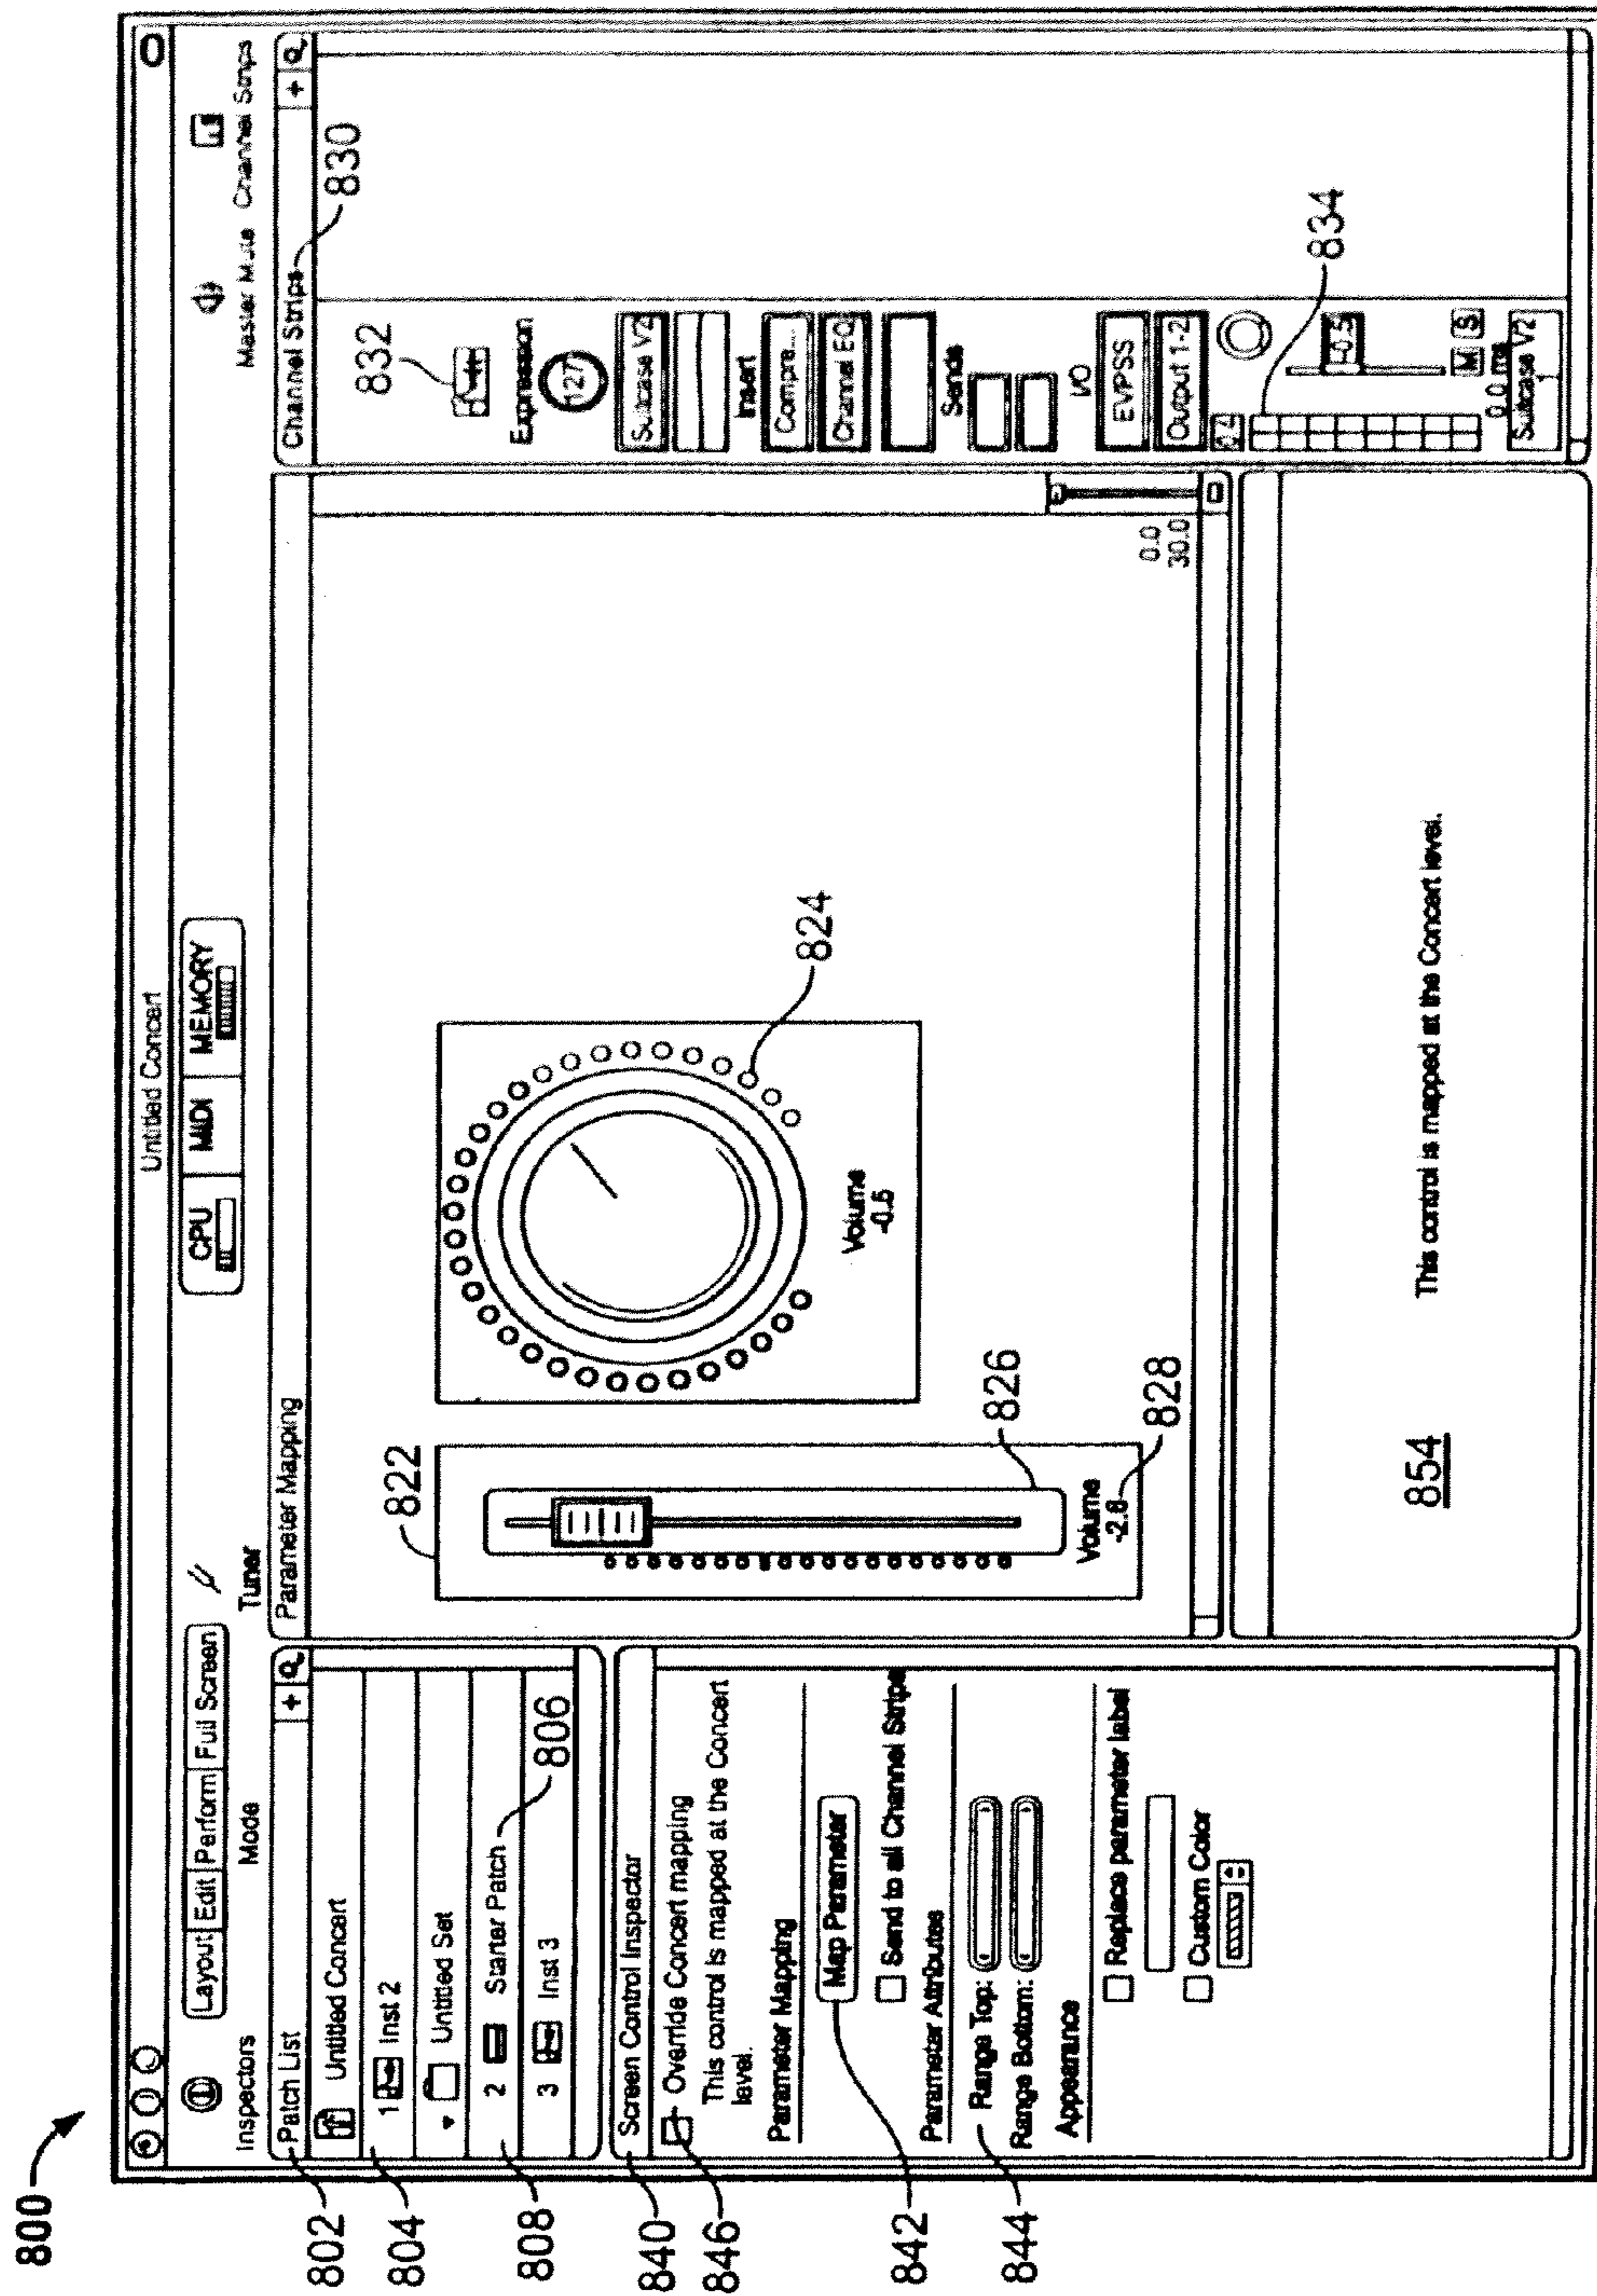 800
Untitled Concert
Layout Edit Perform Full Screen
CPU MIDI MEMORY
Inspectors
Mode
Tuner
Master Mute
Channel Strips
802
Patch List
+
Untitled Concert
804
1 Inst 2
Untitled Set
808
2 Starter Patch
806
3 Inst 3
840
Screen Control Inspector
846
Override Concert mapping
This control is mapped at the Concert
level.
Parameter Mapping
842
Map Parameter
Send to all Channel Strips
Parameter Attributes
844
Range Top:
Range Bottom:
Appearance
Replace parameter label
Custom Color
Parameter Mapping
822
824
826
Volume
-2.6
828
Volume
-0.5
0.0
30.0
854
This control is mapped at the Concert level.
Channel Strips
+
830
832
Expression
127
Suitcase V2
Insert
Compre...
Channel EQ
Sends
I/O
EVPSS
Output 1-2
-0.5
834
M S
0.0 ms
Suitcase V2
1